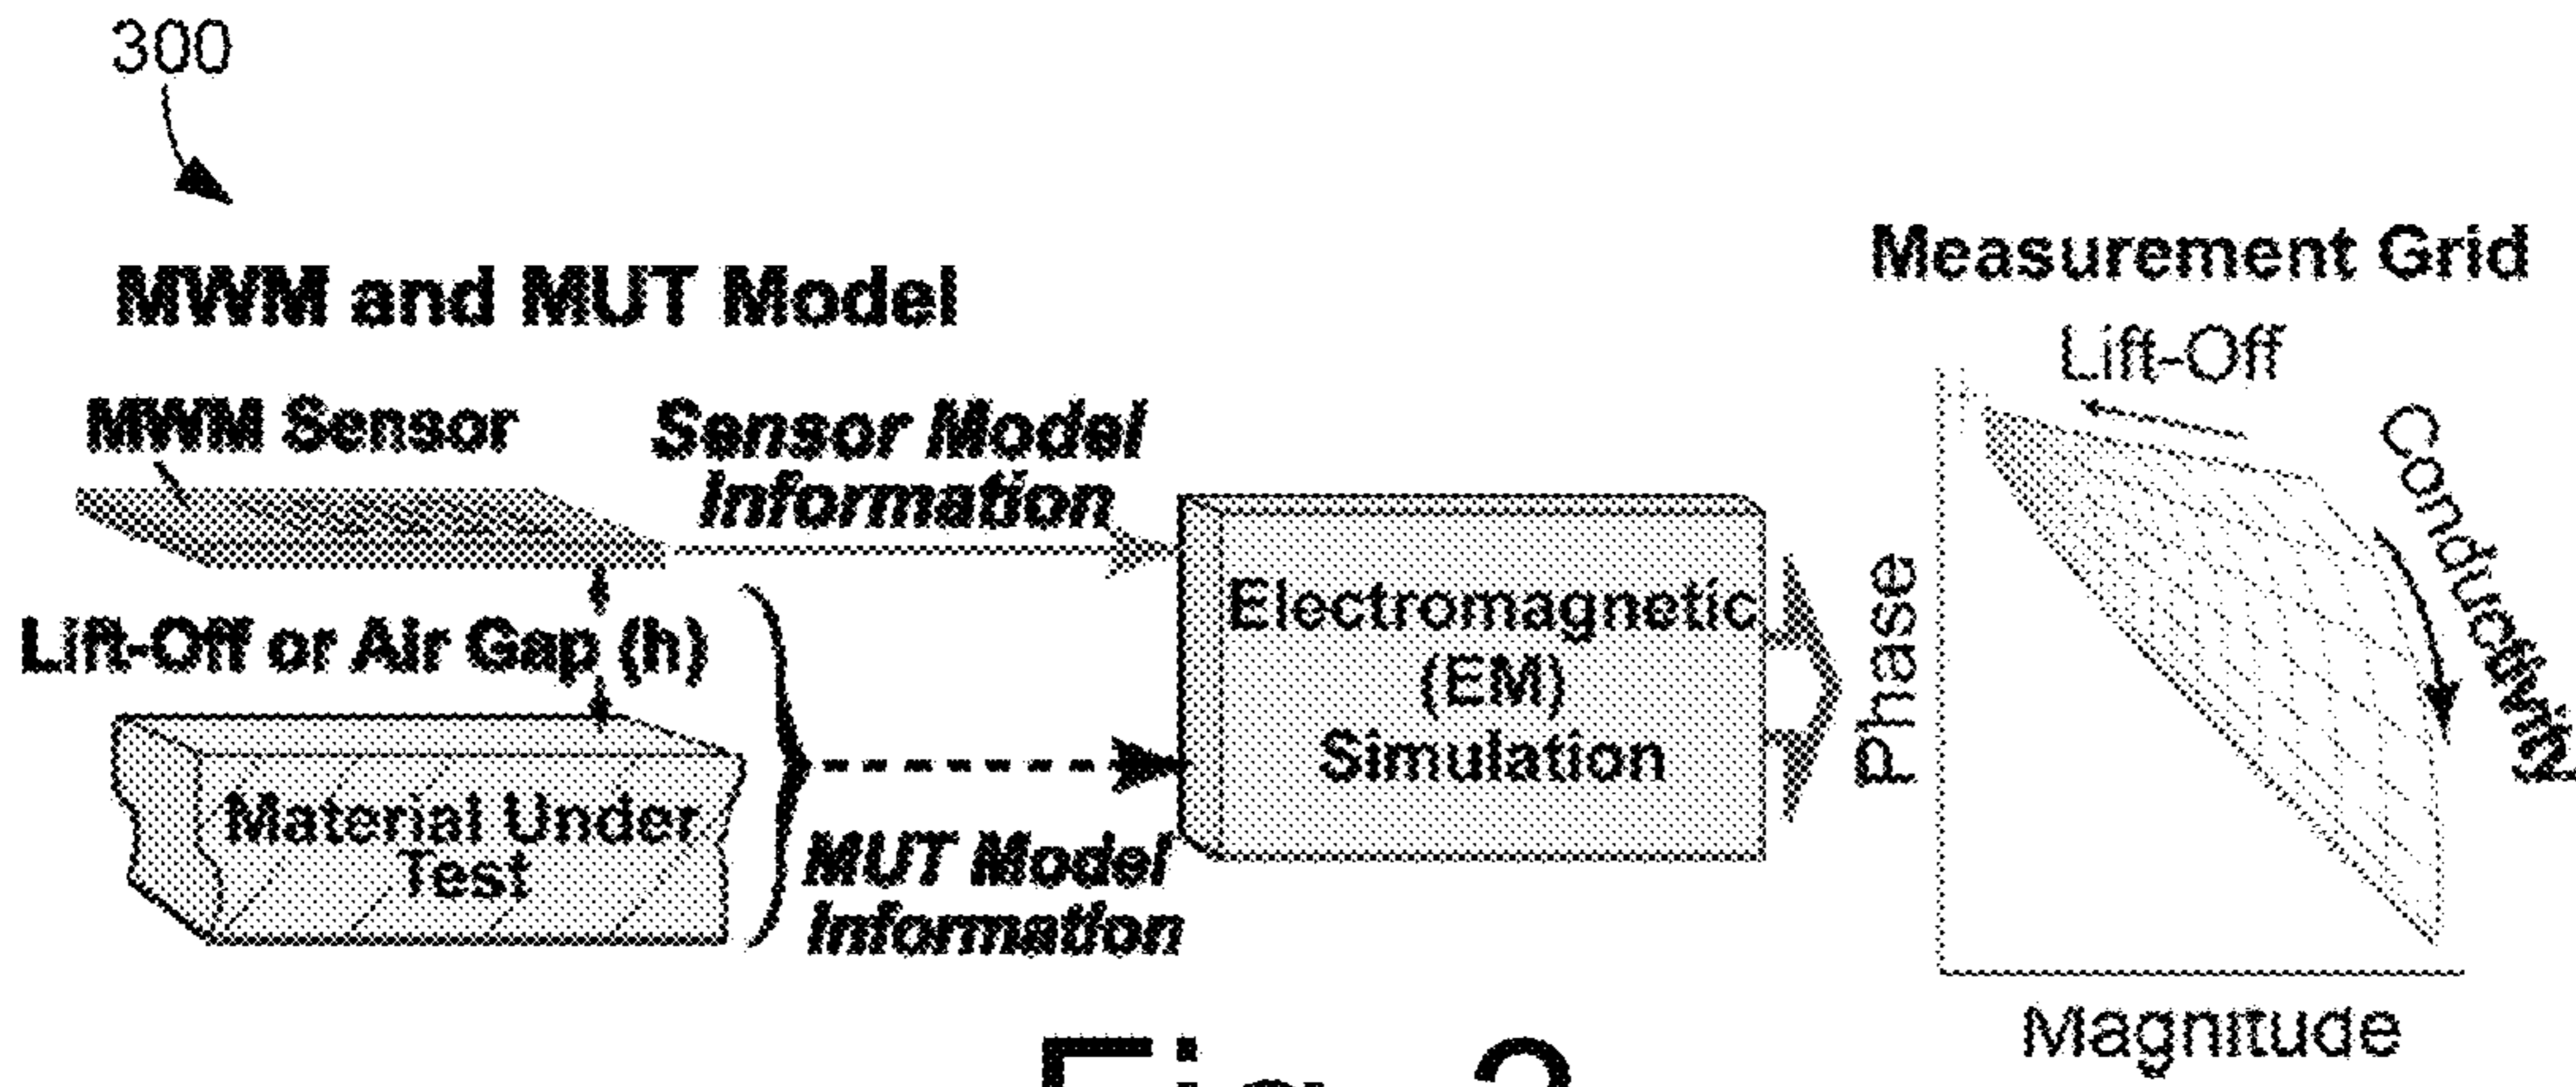 300
MWM and MUT Model
MWM Sensor
Sensor Model
Information
Lift-Off or Air Gap (h)
Material Under
Test
MUT Model
Information
Electromagnetic
(EM)
Simulation
Measurement Grid
Lift-Off
Conductivity
Phase
Magnitude